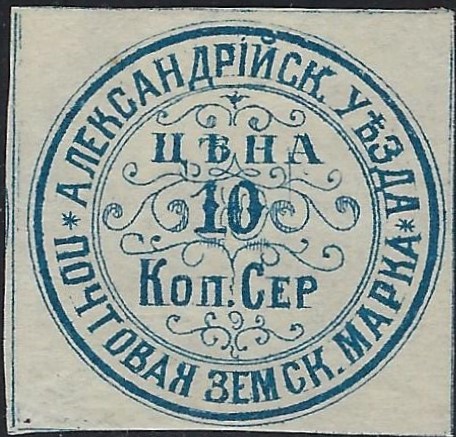 * АЛЕКСАНДРІЙСК. УѢЗДА *
ПОЧТОВАЯ ЗЕМСК. МАРКА
ЦѢНА
10
КОП. СЕР